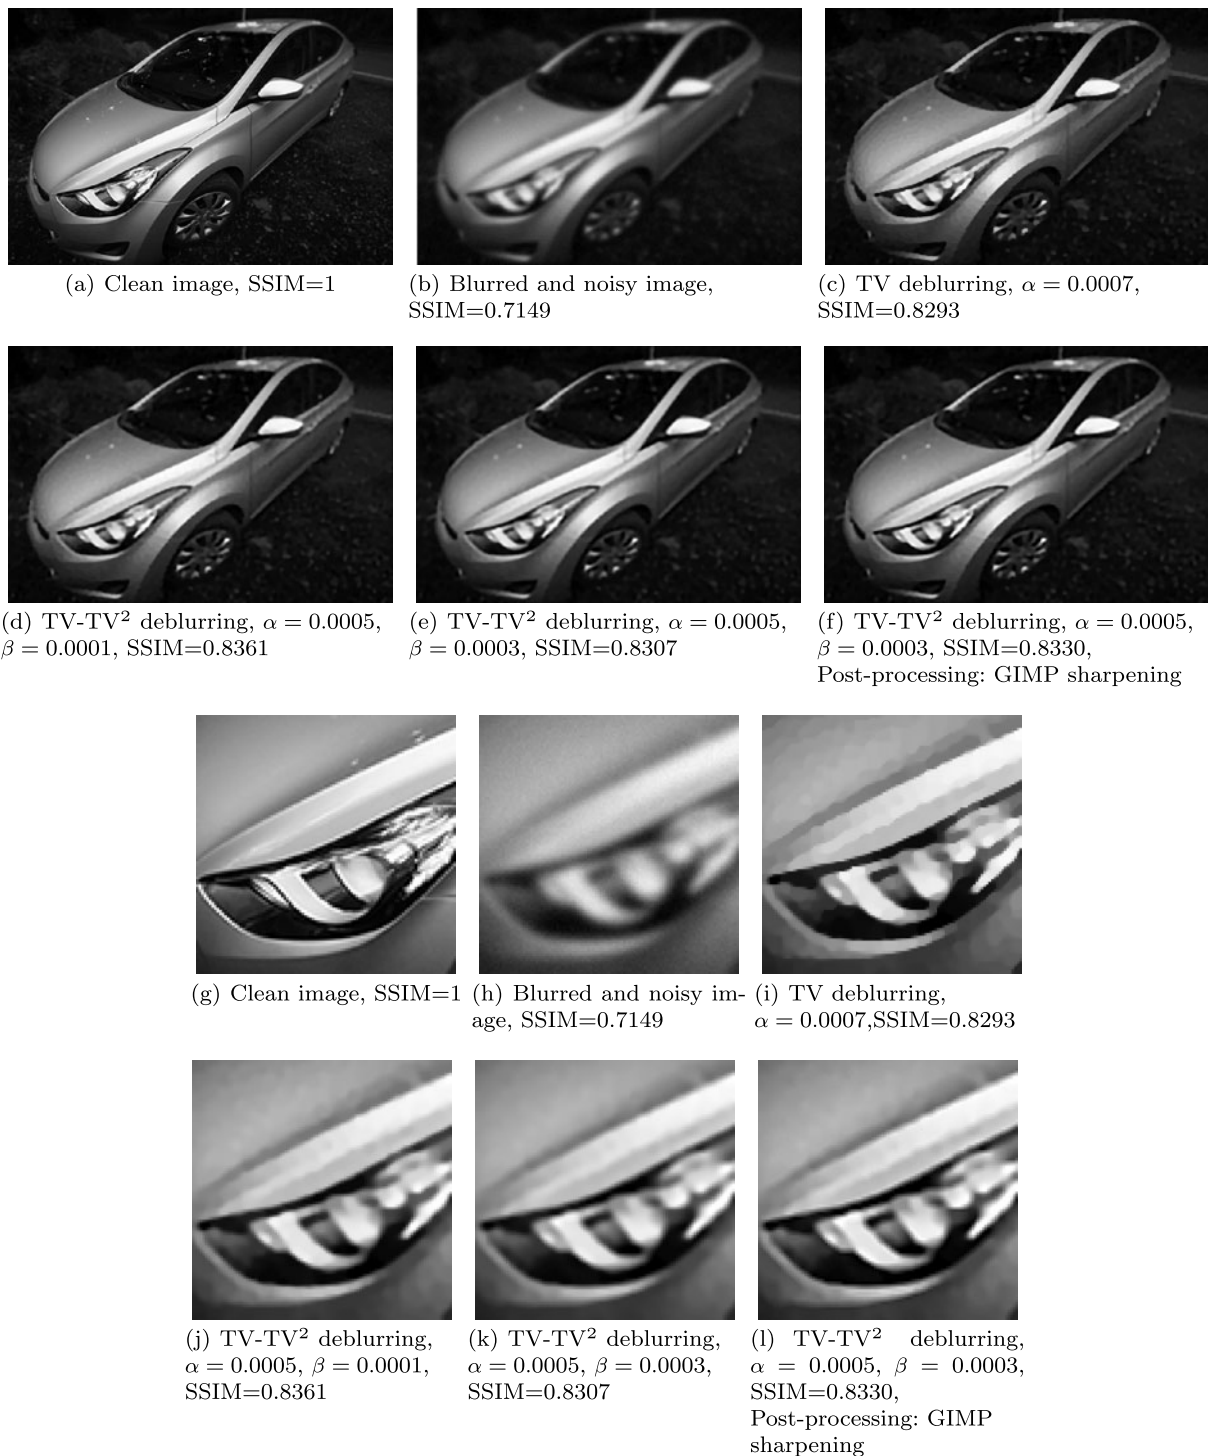 (a) Clean image, SSIM=1
(b) Blurred and noisy image,
SSIM=0.7149
(c) TV deblurring, α = 0.0007,
SSIM=0.8293
(d) TV-TV² deblurring, α = 0.0005,
β = 0.0001, SSIM=0.8361
(e) TV-TV² deblurring, α = 0.0005,
β = 0.0003, SSIM=0.8307
(f) TV-TV² deblurring, α = 0.0005,
β = 0.0003, SSIM=0.8330,
Post-processing: GIMP sharpening
(g) Clean image, SSIM=1
(h) Blurred and noisy im-
age, SSIM=0.7149
(i) TV deblurring,
α = 0.0007,SSIM=0.8293
(j) TV-TV² deblurring,
α = 0.0005, β = 0.0001,
SSIM=0.8361
(k) TV-TV² deblurring,
α = 0.0005, β = 0.0003,
SSIM=0.8307
(l) TV-TV² deblurring,
α = 0.0005, β = 0.0003,
SSIM=0.8330,
Post-processing: GIMP
sharpening